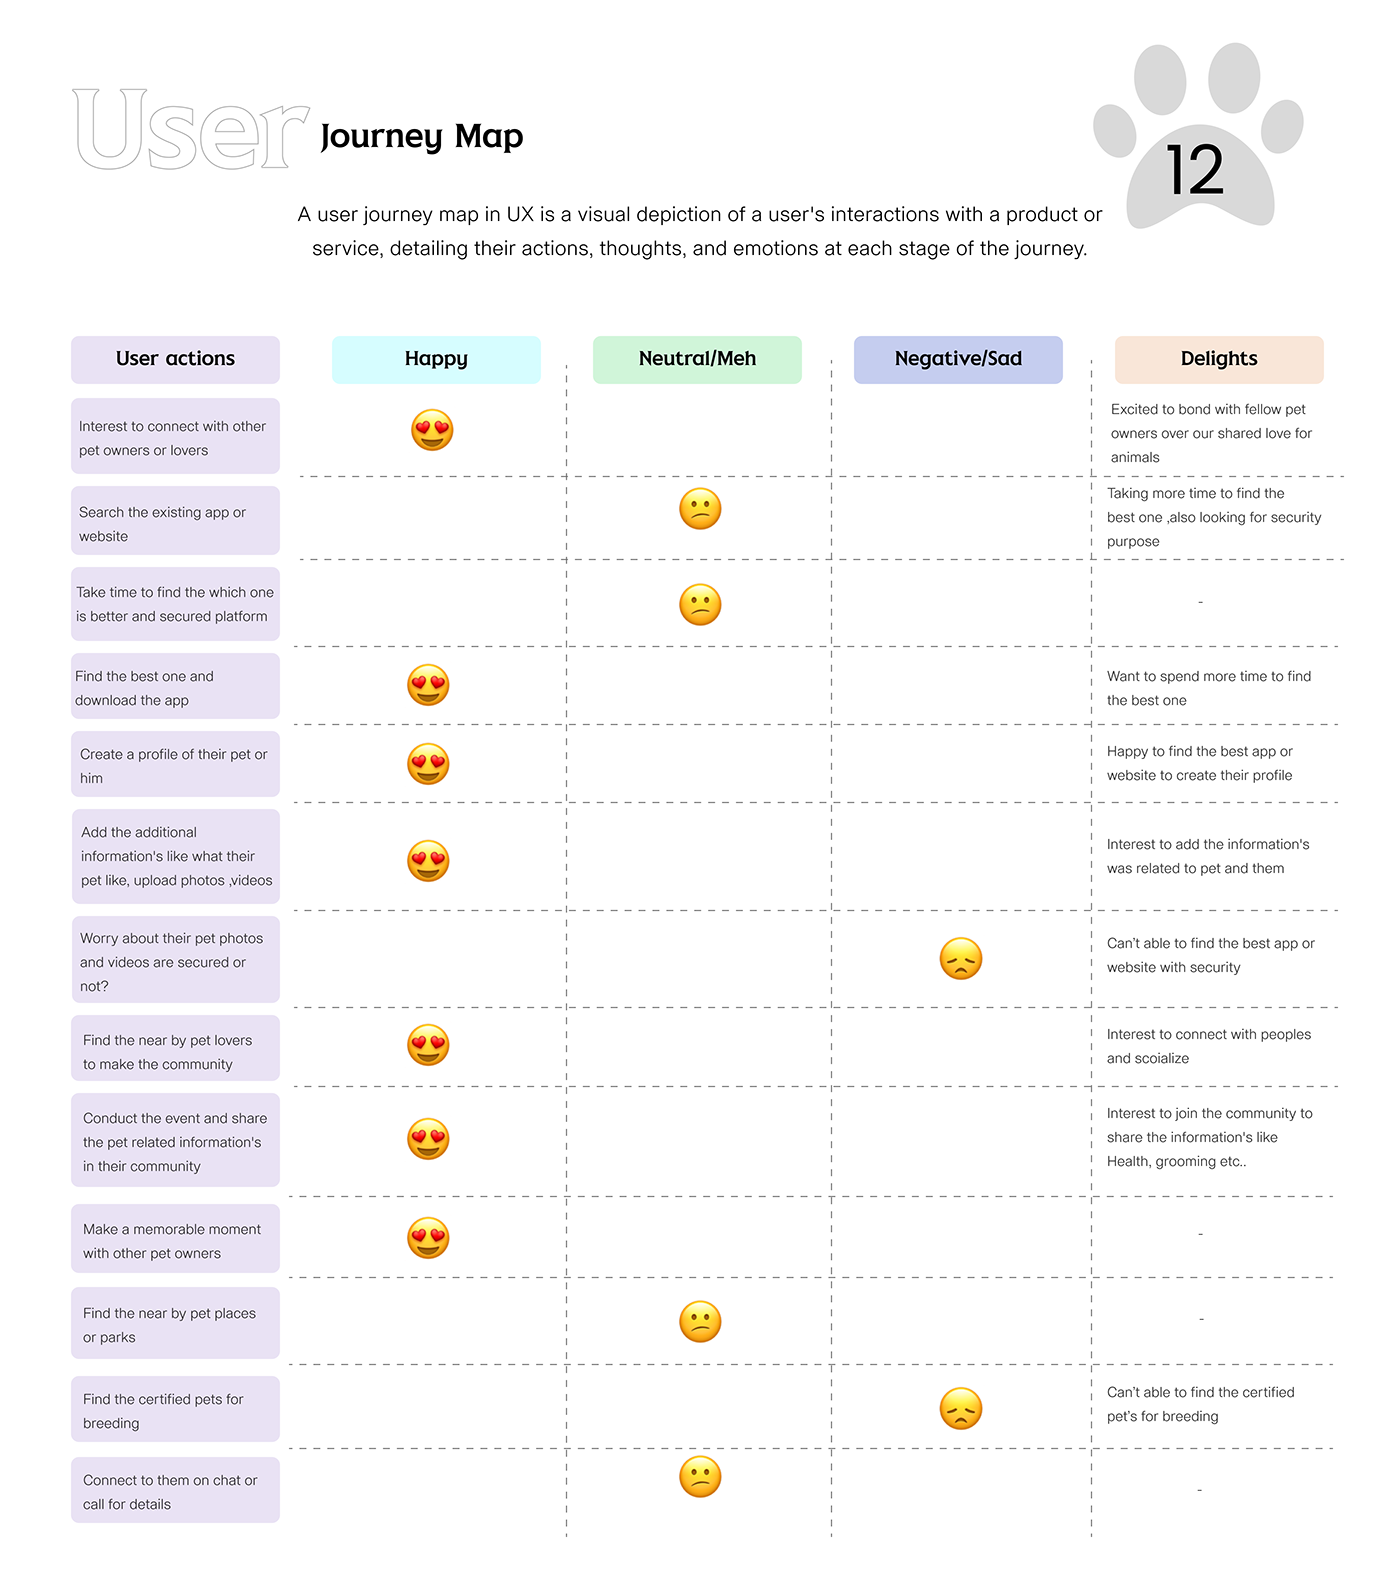 User Journey Map
12
A user journey map in UX is a visual depiction of a user's interactions with a product or
service, detailing their actions, thoughts, and emotions at each stage of the journey.
User actions
Happy
Neutral/Meh
Negative/Sad
Delights
Interest to connect with other
pet owners or lovers
Excited to bond with fellow pet
owners over our shared love for
animals
Search the existing app or
website
Taking more time to find the
best one ,also looking for security
purpose
Take time to find the which one
is better and secured platform
-
Find the best one and
download the app
Want to spend more time to find
the best one
Create a profile of their pet or
him
Happy to find the best app or
website to create their profile
Add the additional
information's like what their
pet like, upload photos ,videos
Interest to add the information's
was related to pet and them
Worry about their pet photos
and videos are secured or
not?
Can't able to find the best app or
website with security
Find the near by pet lovers
to make the community
Interest to connect with peoples
and scoialize
Conduct the event and share
the pet related information's
in their community
Interest to join the community to
share the information's like
Health, grooming etc..
Make a memorable moment
with other pet owners
-
Find the near by pet places
or parks
-
Find the certified pets for
breeding
Can't able to find the certified
pet's for breeding
Connect to them on chat or
call for details
-